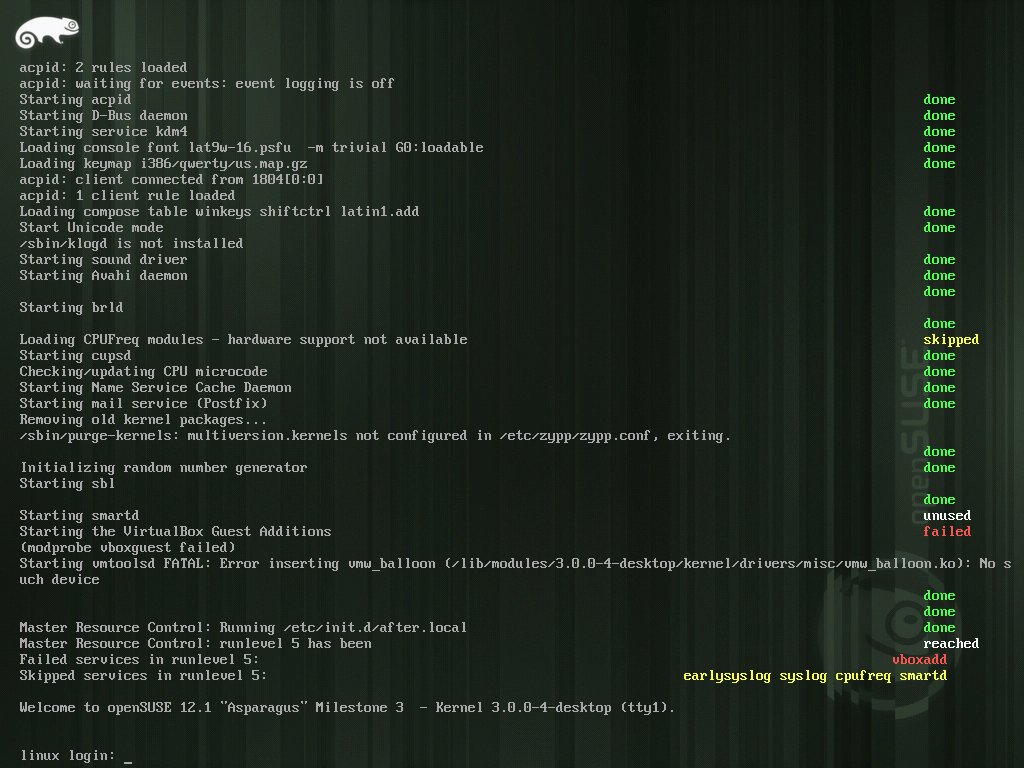 acpid: 2 rules loaded
acpid: waiting for events: event logging is off
Starting acpid done
Starting D-Bus daemon done
Starting service kdm4 done
Loading console font lat9w-16.psfu  -m trivial G0:loadable done
Loading keymap i386/qwerty/us.map.gz done
acpid: client connected from 1804[0:0]
acpid: 1 client rule loaded
Loading compose table winkeys shiftctrl latin1.add done
Start Unicode mode done
/sbin/klogd is not installed
Starting sound driver done
Starting Avahi daemon done
done
Starting brld
done
Loading CPUFreq modules - hardware support not available skipped
Starting cupsd done
Checking/updating CPU microcode done
Starting Name Service Cache Daemon done
Starting mail service (Postfix) done
Removing old kernel packages...
/sbin/purge-kernels: multiversion.kernels not configured in /etc/zypp/zypp.conf, exiting.
done
Initializing random number generator done
Starting sbl
done
Starting smartd unused
Starting the VirtualBox Guest Additions failed
(modprobe vboxguest failed)
Starting vmtoolsd FATAL: Error inserting vmw_balloon (/lib/modules/3.0.0-4-desktop/kernel/drivers/misc/vmw_balloon.ko): No s
uch device
done
done
Master Resource Control: Running /etc/init.d/after.local done
Master Resource Control: runlevel 5 has been reached
Failed services in runlevel 5: vboxadd
Skipped services in runlevel 5: earlysyslog syslog cpufreq smartd
Welcome to openSUSE 12.1 "Asparagus" Milestone 3  - Kernel 3.0.0-4-desktop (tty1).
linux login: _
openSUSE